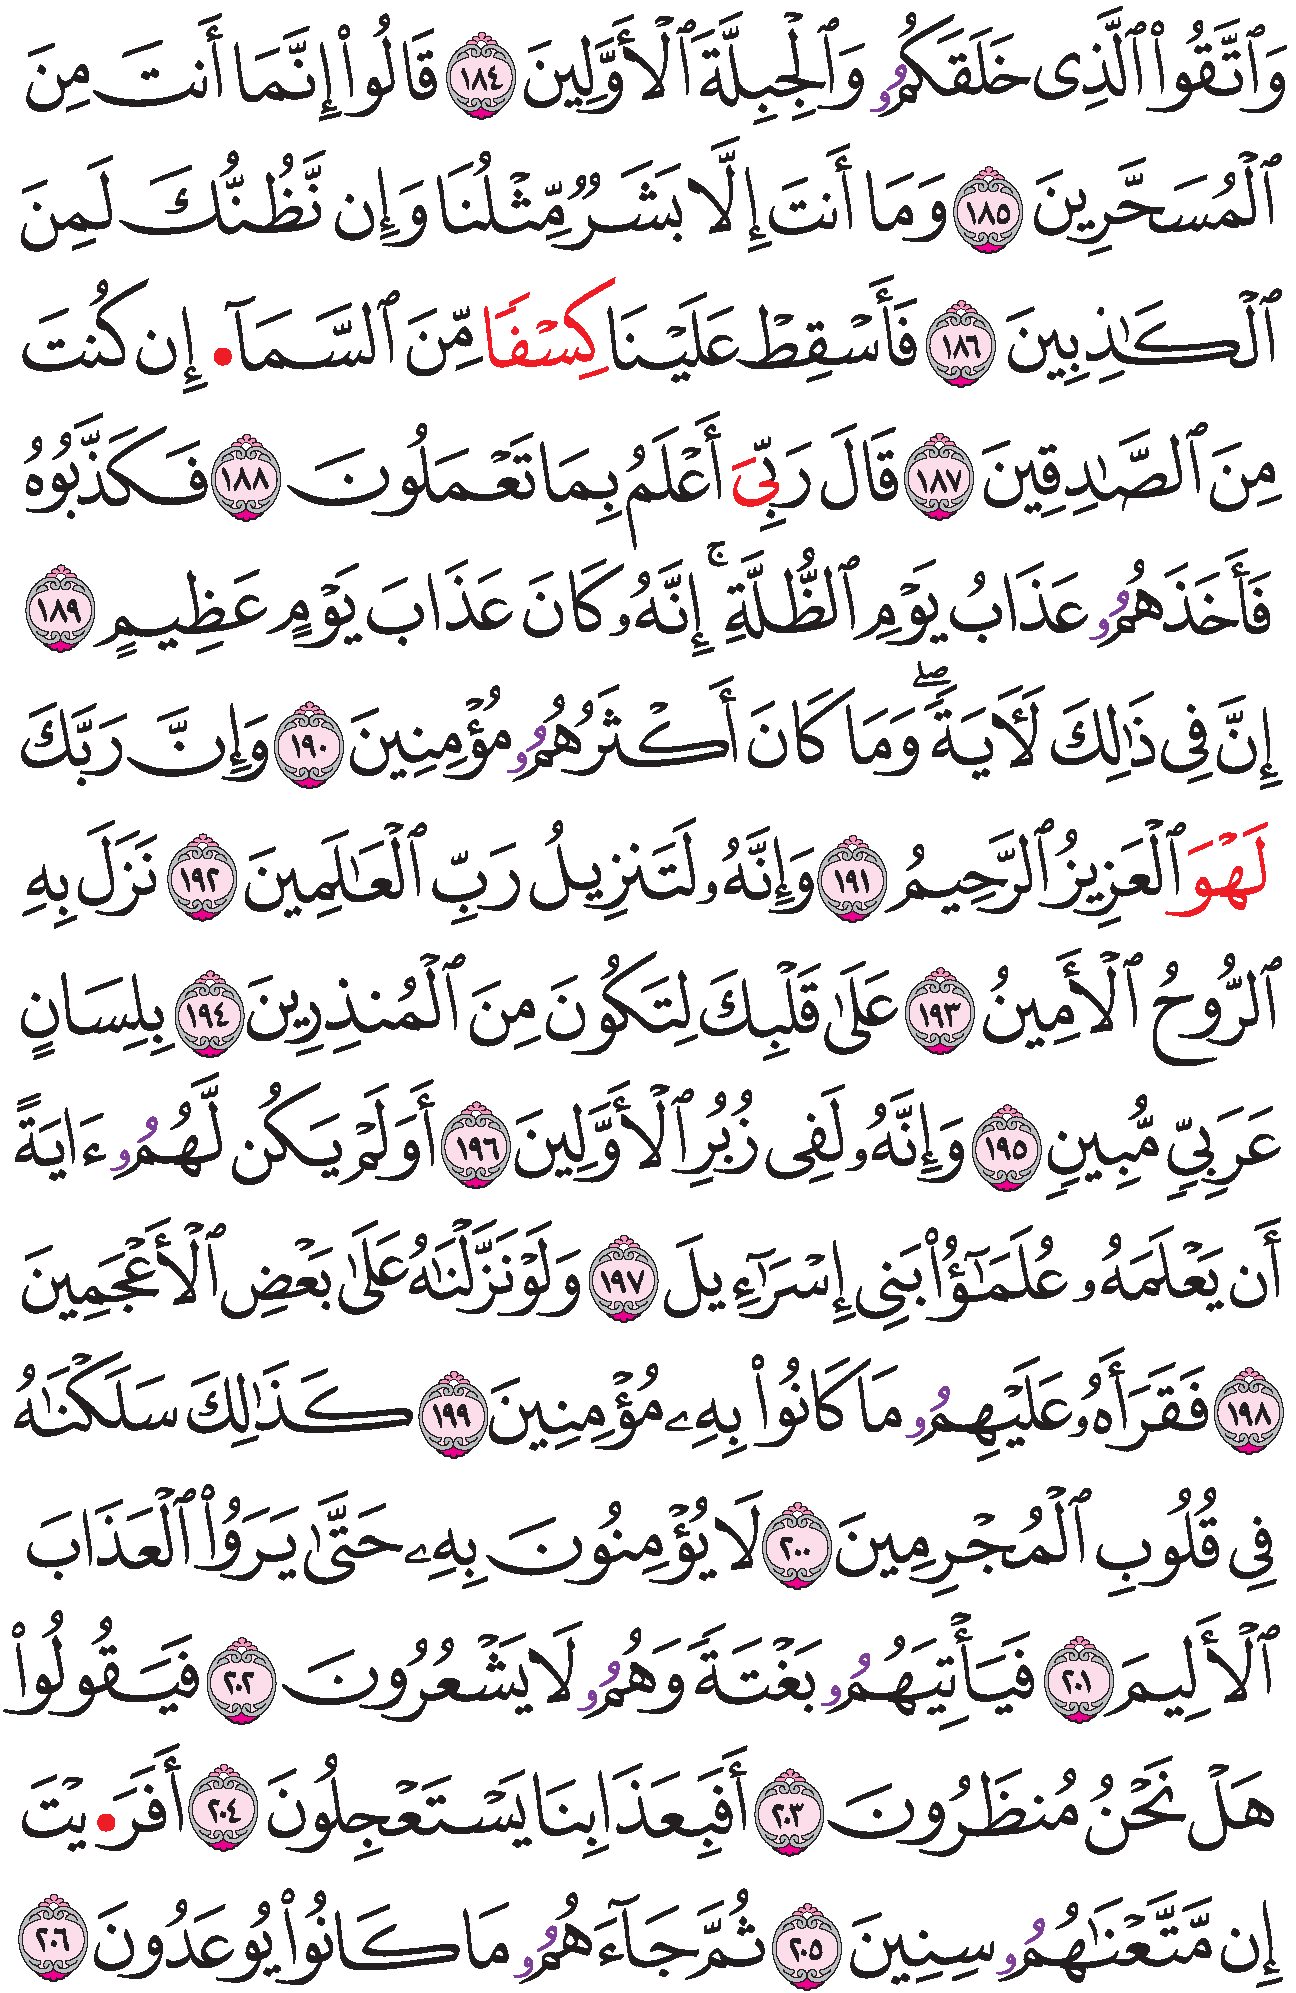 وَٱتَّقُوا۟ ٱلَّذِى خَلَقَكُمُۥ وَٱلْجِبِلَّةَ ٱلْأَوَّلِينَ ١٨٤ قَالُوا۟ إِنَّمَا أَنتَ مِنَ
ٱلْمُسَحَّرِينَ ١٨٥ وَمَا أَنتَ إِلَّا بَشَرٌ مِّثْلُنَا وَإِن نَّظُنُّكَ لَمِنَ
ٱلْكَـٰذِبِينَ ١٨٦ فَأَسْقِطْ عَلَيْنَا كِسْفًا مِّنَ ٱلسَّمَآ• إِن كُنتَ
مِنَ ٱلصَّـٰدِقِينَ ١٨٧ قَالَ رَبِّىَ أَعْلَمُ بِمَا تَعْمَلُونَ ١٨٨ فَكَذَّبُوهُ
فَأَخَذَهُمُۥ عَذَابُ يَوْمِ ٱلظُّلَّةِ ۚ إِنَّهُۥ كَانَ عَذَابَ يَوْمٍ عَظِيمٍ ١٨٩
إِنَّ فِى ذَٰلِكَ لَأٓيَةً ۖ وَمَا كَانَ أَكْثَرُهُمُۥ مُؤْمِنِينَ ١٩٠ وَإِنَّ رَبَّكَ
لَهْوَ ٱلْعَزِيزُ ٱلرَّحِيمُ ١٩١ وَإِنَّهُۥ لَتَنزِيلُ رَبِّ ٱلْعَـٰلَمِينَ ١٩٢ نَزَلَ بِهِ
ٱلرُّوحُ ٱلْأَمِينُ ١٩٣ عَلَىٰ قَلْبِكَ لِتَكُونَ مِنَ ٱلْمُنذِرِينَ ١٩٤ بِلِسَانٍ
عَرَبِىٍّ مُّبِينٍ ١٩٥ وَإِنَّهُۥ لَفِى زُبُرِ ٱلْأَوَّلِينَ ١٩٦ أَوَلَمْ يَكُن لَّهُمُۥ ءَايَةً
أَن يَعْلَمَهُۥ عُلَمَـٰٓؤُا۟ بَنِى إِسْرَٰٓءِيلَ ١٩٧ وَلَوْ نَزَّلْنَـٰهُ عَلَىٰ بَعْضِ ٱلْأَعْجَمِينَ
١٩٨ فَقَرَأَهُۥ عَلَيْهِمُۥ مَا كَانُوا۟ بِهِۦ مُؤْمِنِينَ ١٩٩ كَذَٰلِكَ سَلَكْنَـٰهُ
فِى قُلُوبِ ٱلْمُجْرِمِينَ ٢٠٠ لَا يُؤْمِنُونَ بِهِۦ حَتَّىٰ يَرَوُا۟ ٱلْعَذَابَ
ٱلْأَلِيمَ ٢٠١ فَيَأْتِيَهُمُۥ بَغْتَةً وَهُمُۥ لَا يَشْعُرُونَ ٢٠٢ فَيَقُولُوا۟
هَلْ نَحْنُ مُنظَرُونَ ٢٠٣ أَفَبِعَذَابِنَا يَسْتَعْجِلُونَ ٢٠٤ أَفَرَ•يْتَ
إِن مَّتَّعْنَـٰهُمُۥ سِنِينَ ٢٠٥ ثُمَّ جَآءَهُمُۥ مَا كَانُوا۟ يُوعَدُونَ ٢٠٦